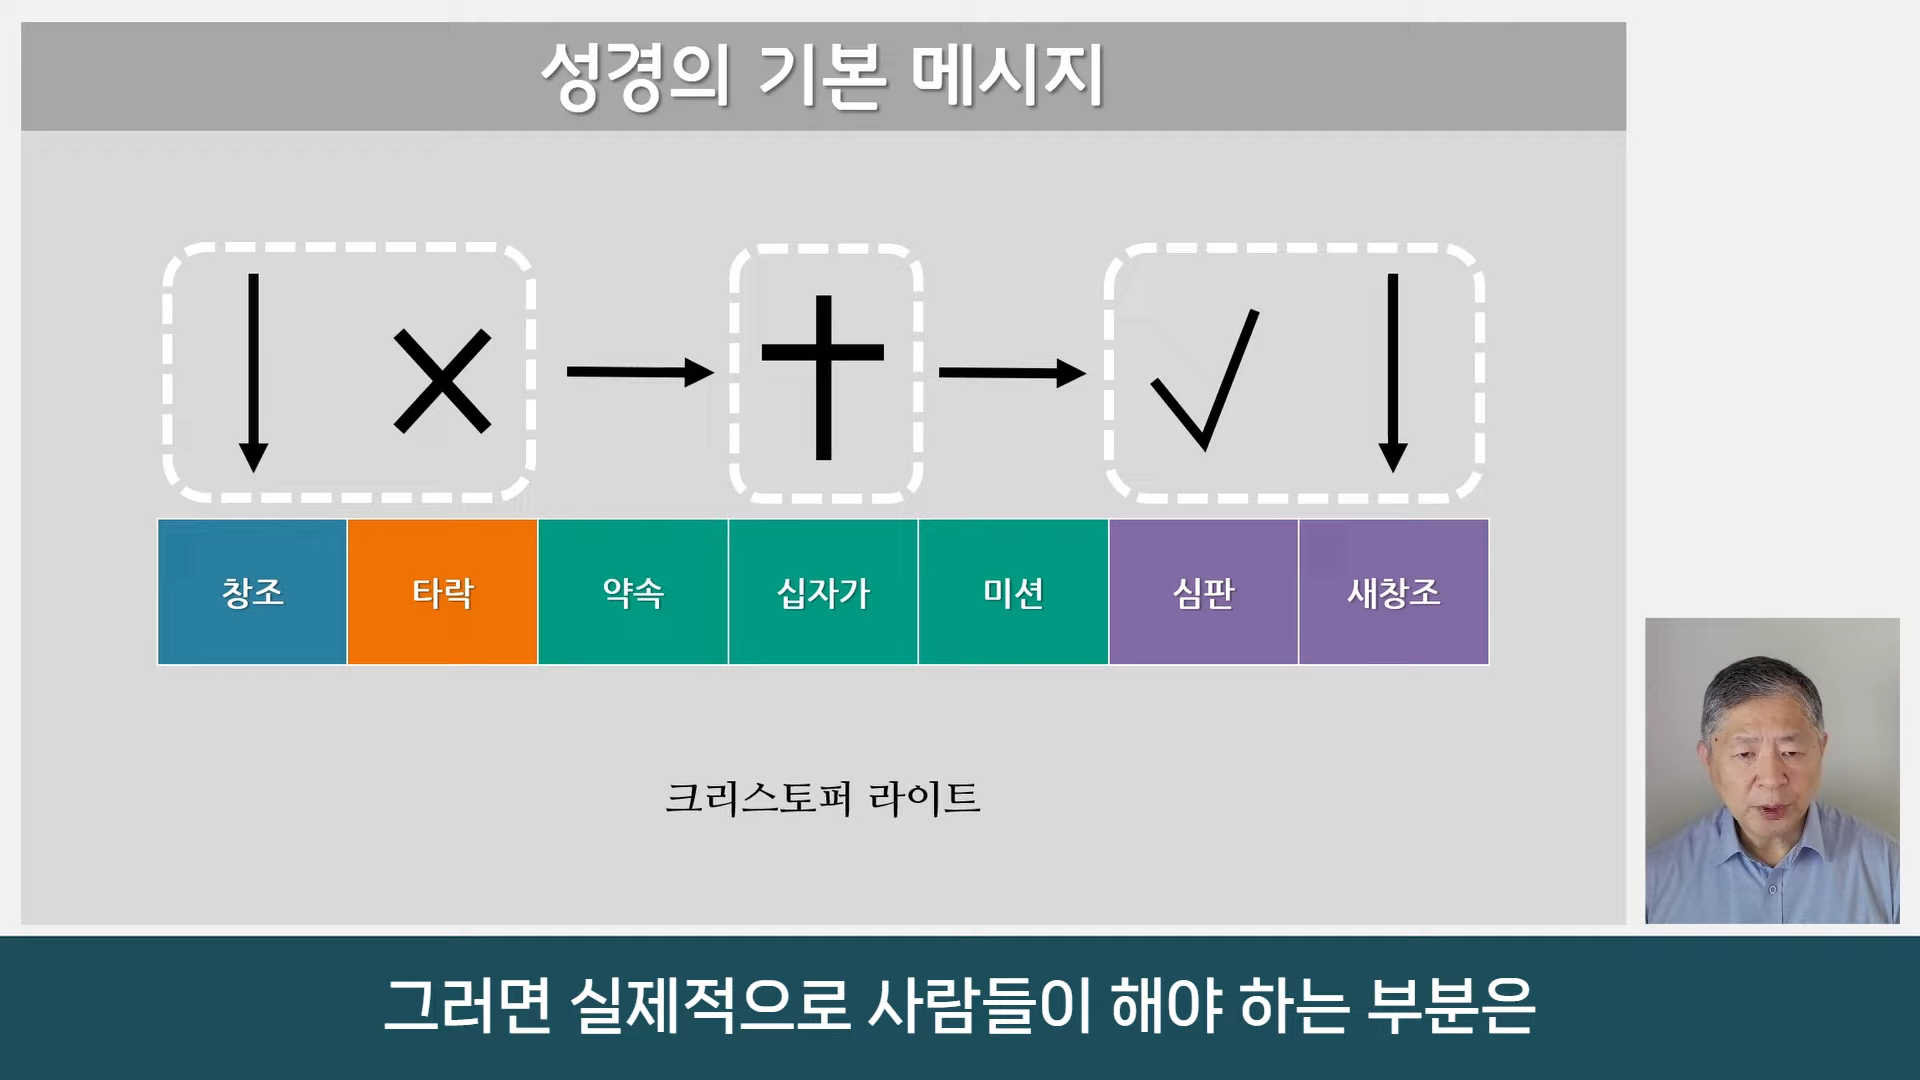 성경의 기본 메시지
창조
타락
약속
십자가
미션
심판
새창조
크리스토퍼 라이트
그러면 실제적으로 사람들이 해야 하는 부분은